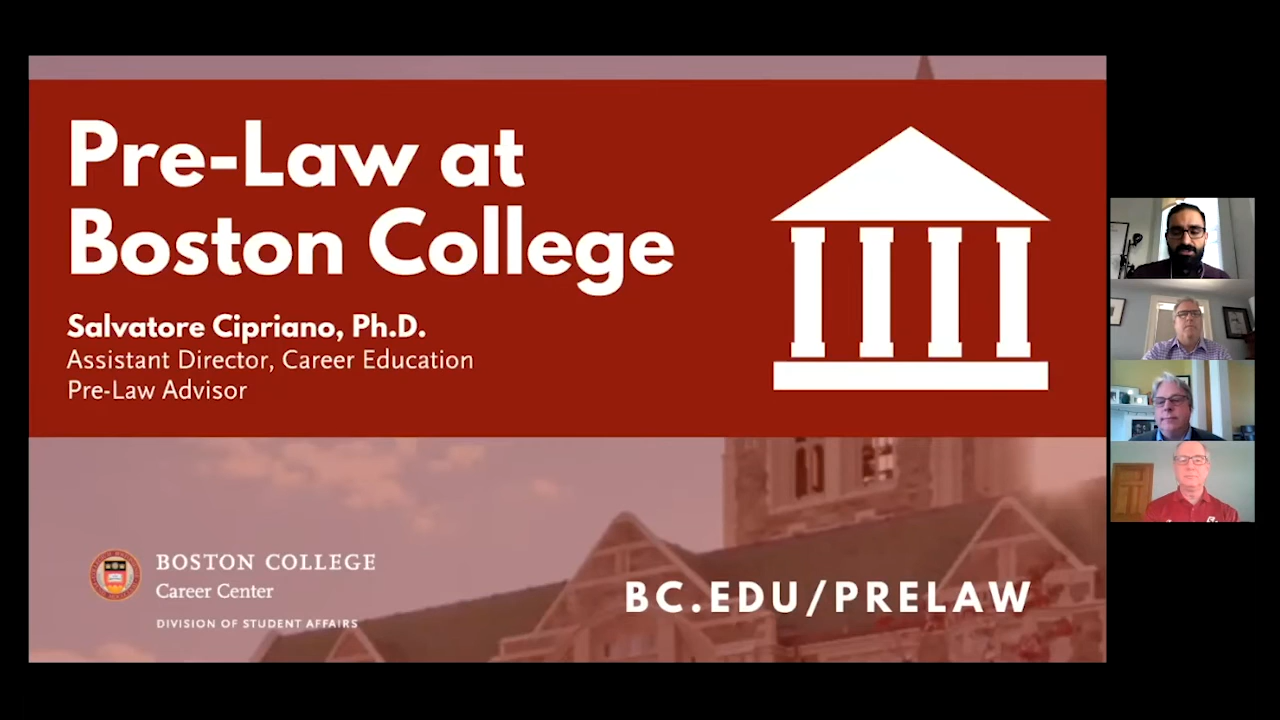 Pre-Law at
Boston College
Salvatore Cipriano, Ph.D.
Assistant Director, Career Education
Pre-Law Advisor
BOSTON COLLEGE
Career Center
DIVISION OF STUDENT AFFAIRS
BC.EDU/PRELAW